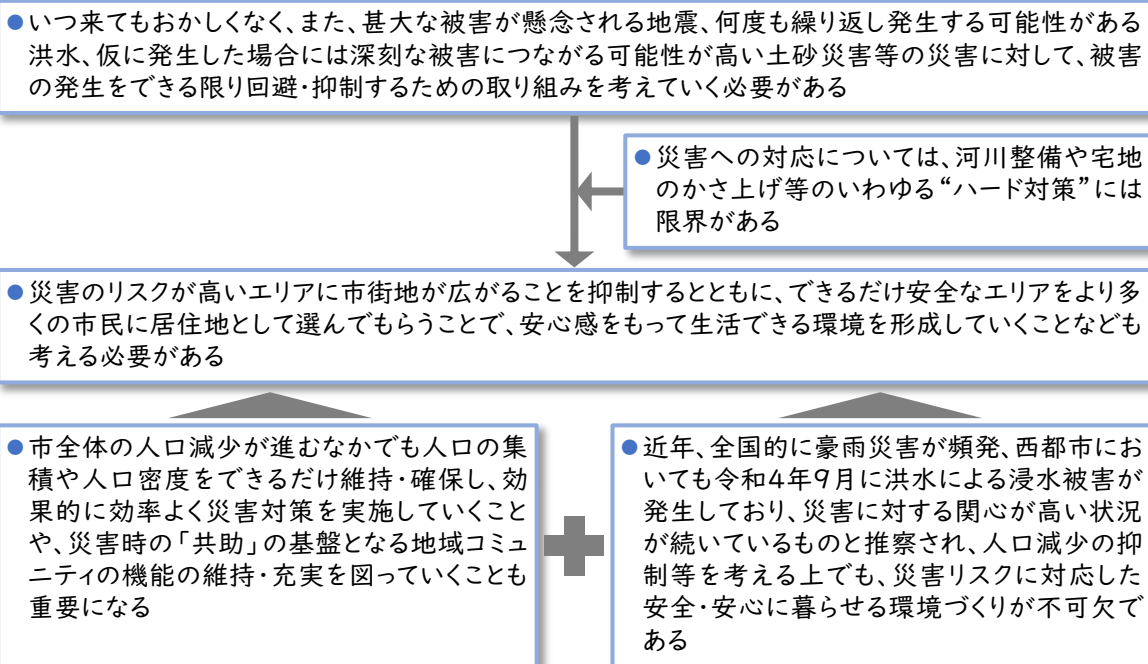 ●いつ来てもおかしくなく、また、甚大な被害が懸念される地震、何度も繰り返し発生する可能性がある
洪水、仮に発生した場合には深刻な被害につながる可能性が高い土砂災害等の災害に対して、被害
の発生をできる限り回避・抑制するための取り組みを考えていく必要がある
●災害への対応については、河川整備や宅地
のかさ上げ等のいわゆる“ハード対策”には
限界がある
●災害のリスクが高いエリアに市街地が広がることを抑制するとともに、できるだけ安全なエリアをより多
くの市民に居住地として選んでもらうことで、安心感をもって生活できる環境を形成していくことなども
考える必要がある
●市全体の人口減少が進むなかでも人口の集
積や人口密度をできるだけ維持・確保し、効
果的に効率よく災害対策を実施していくこと
や、災害時の「共助」の基盤となる地域コミュ
ニティの機能の維持・充実を図っていくことも
重要になる
●近年、全国的に豪雨災害が頻発、西都市にお
いても令和4年9月に洪水による浸水被害が
発生しており、災害に対する関心が高い状況
が続いているものと推察され、人口減少の抑
制等を考える上でも、災害リスクに対応した
安全・安心に暮らせる環境づくりが不可欠で
ある